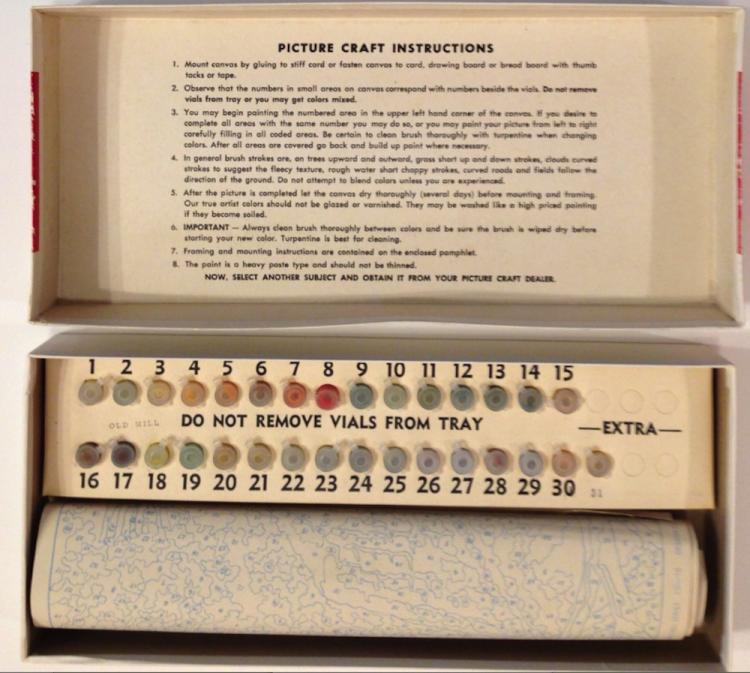 PICTURE CRAFT INSTRUCTIONS
1. Mount canvas by gluing to stiff card or fasten canvas to card, drawing board or bread board with thumb
tacks or tape.
2. Observe that the numbers in small areas on canvas correspond with numbers beside the vials. Do not remove
vials from tray or you may get colors mixed.
3. You may begin painting the numbered area in the upper left hand corner of the canvas. If you desire to
complete all areas with the same number you may do so, or you may paint your picture from left to right
carefully filling in all coded areas. Be certain to clean brush thoroughly with turpentine when changing
colors. After all areas are covered go back and build up paint where necessary.
4. In general brush strokes are, on trees upward and outward, grass short up and down strokes, clouds curved
strokes to suggest the fleecy texture, rough water short choppy strokes, curved roads and fields follow the
direction of the ground. Do not attempt to blend colors unless you are experienced.
5. After the picture is completed let the canvas dry thoroughly (several days) before mounting and framing.
Our true artist colors should not be glazed or varnished. They may be washed like a high priced painting
if they become soiled.
6. IMPORTANT — Always clean brush thoroughly between colors and be sure the brush is wiped dry before
starting your new color. Turpentine is best for cleaning.
7. Framing and mounting instructions are contained on the enclosed pamphlet.
8. The paint is a heavy paste type and should not be thinned.
NOW, SELECT ANOTHER SUBJECT AND OBTAIN IT FROM YOUR PICTURE CRAFT DEALER.
1 2 3 4 5 6 7 8 9 10 11 12 13 14 15
OLD MILL DO NOT REMOVE VIALS FROM TRAY —EXTRA—
16 17 18 19 20 21 22 23 24 25 26 27 28 29 30 31